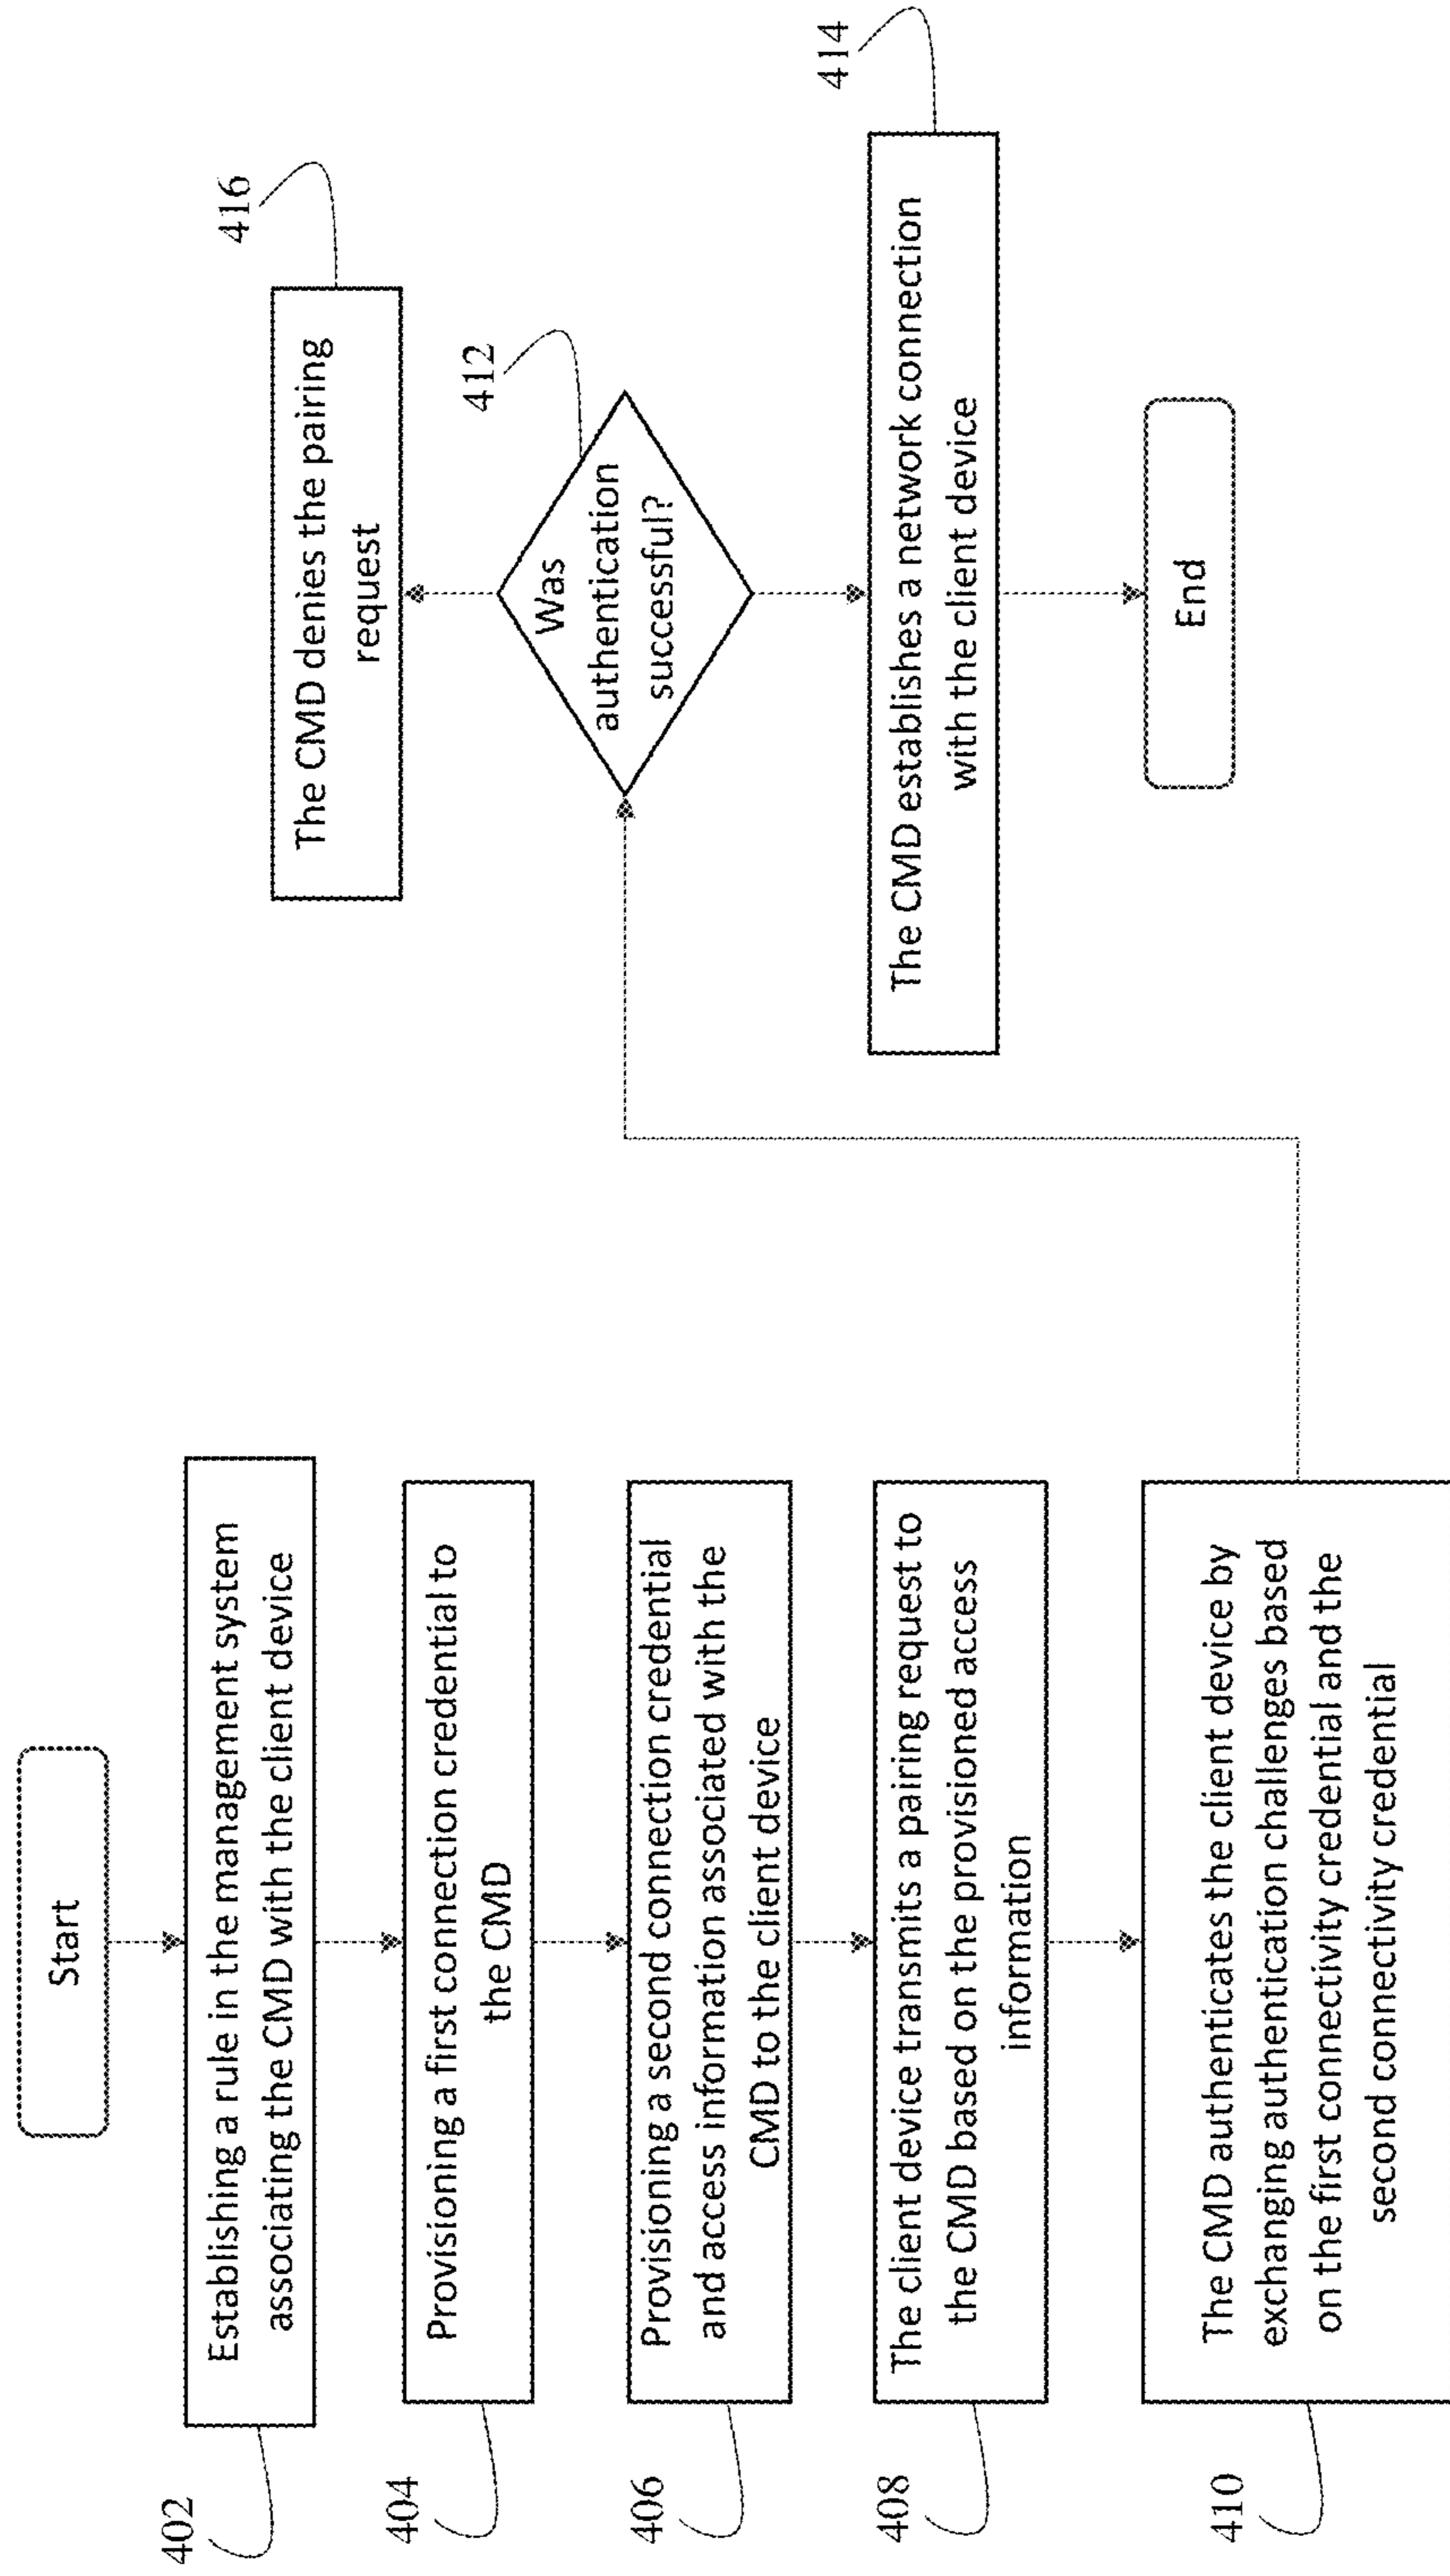 Start
402
Establishing a rule in the management system
associating the CMD with the client device
404
Provisioning a first connection credential to
the CMD
406
Provisioning a second connection credential
and access information associated with the
CMD to the client device
408
The client device transmits a pairing request to
the CMD based on the provisioned access
information
410
The CMD authenticates the client device by
exchanging authentication challenges based
on the first connectivity credential and the
second connectivity credential
416
The CMD denies the pairing
request
412
Was
authentication
successful?
414
The CMD establishes a network connection
with the client device
End